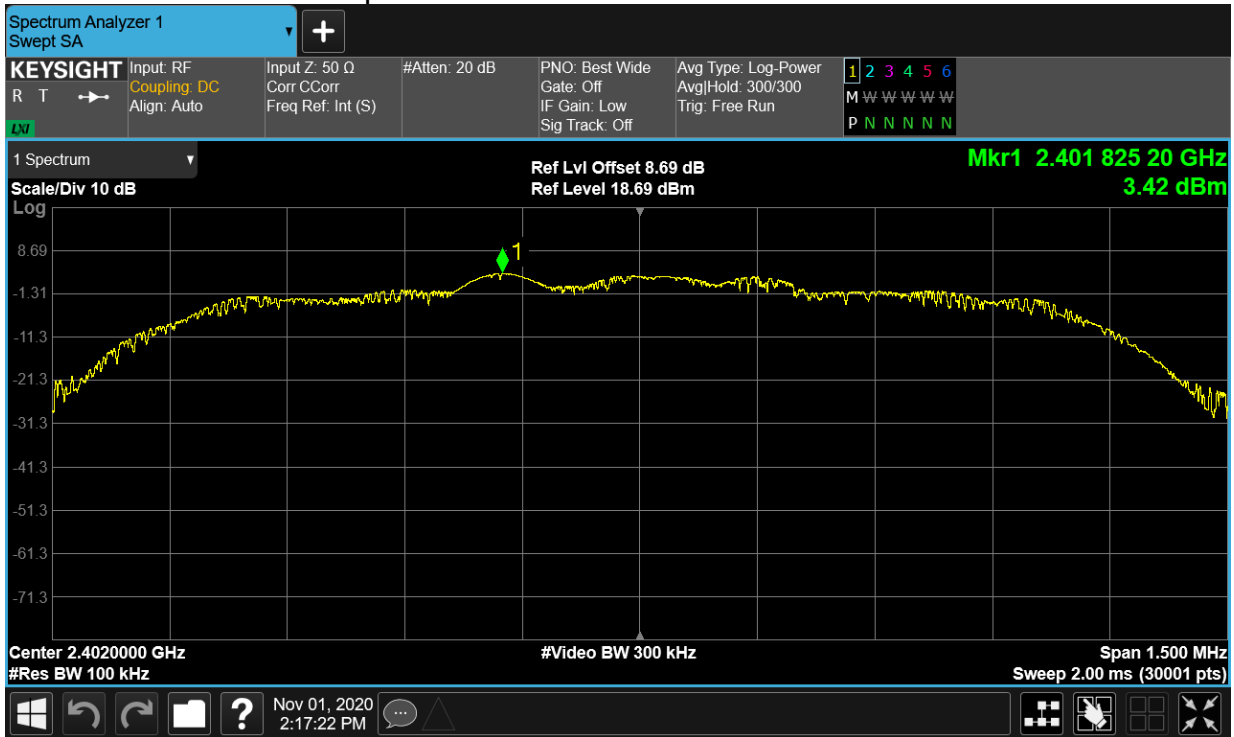 Spectrum Analyzer 1
Swept SA
KEYSIGHT
R T
LXI
Input: RF
Coupling: DC
Align: Auto
Input Z: 50 Ω
Corr CCorr
Freq Ref: Int (S)
#Atten: 20 dB
PNO: Best Wide
Gate: Off
IF Gain: Low
Sig Track: Off
Avg Type: Log-Power
Avg|Hold: 300/300
Trig: Free Run
1 2 3 4 5 6
M W W W W W
P N N N N N
1 Spectrum
Scale/Div 10 dB
Log
Ref Lvl Offset 8.69 dB
Ref Level 18.69 dBm
Mkr1 2.401 825 20 GHz
3.42 dBm
1
8.69
-1.31
-11.3
-21.3
-31.3
-41.3
-51.3
-61.3
-71.3
Center 2.4020000 GHz
#Res BW 100 kHz
#Video BW 300 kHz
Span 1.500 MHz
Sweep 2.00 ms (30001 pts)
?
Nov 01, 2020
2:17:22 PM